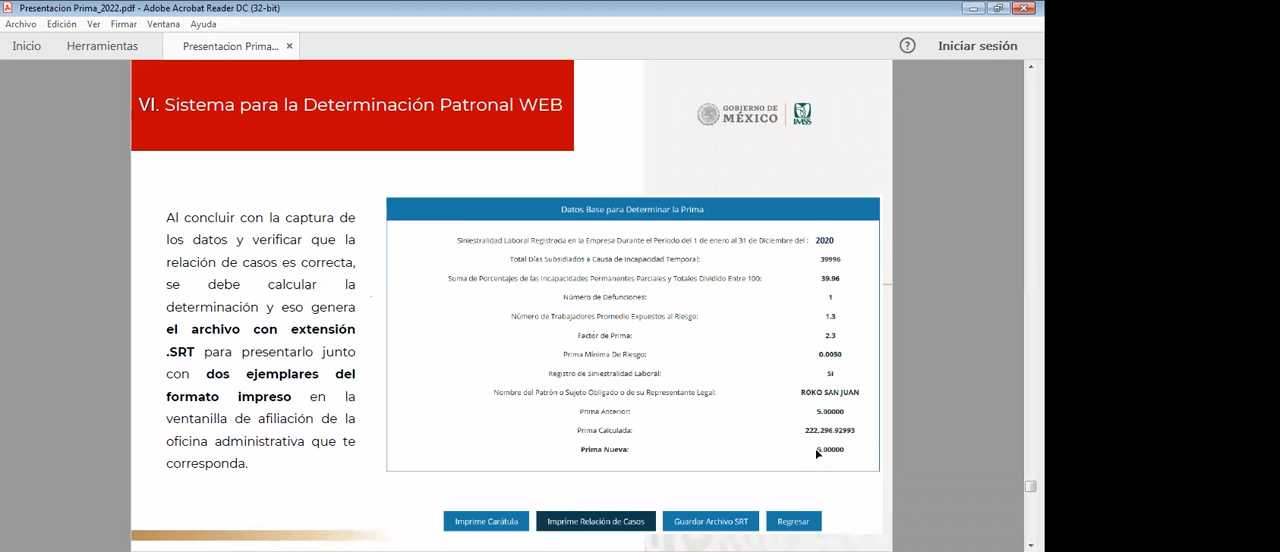 Presentacion Prima_2022.pdf - Adobe Acrobat Reader DC (32-bit)
Archivo Edición Ver Firmar Ventana Ayuda
Inicio Herramientas Presentacion Prima... × ? Iniciar sesión
VI. Sistema para la Determinación Patronal WEB
GOBIERNO DE
MÉXICO
IMSS
Al concluir con la captura de
los datos y verificar que la
relación de casos es correcta,
se debe calcular la
determinación y eso genera
el archivo con extensión
.SRT para presentarlo junto
con dos ejemplares del
formato impreso en la
ventanilla de afiliación de la
oficina administrativa que te
corresponda.
Datos Base para Determinar la Prima
Siniestralidad Laboral Registrada en la Empresa Durante el Periodo del 1 de enero al 31 de Diciembre del : 2020
Total Días Subsidiados a Causa de Incapacidad Temporal: 39996
Suma de Porcentajes de las Incapacidades Permanentes Parciales y Totales Dividido Entre 100: 39.96
Número de Defunciones: 1
Número de Trabajadores Promedio Expuestos al Riesgo: 1.3
Factor de Prima: 2.3
Prima Mínima De Riesgo: 0.0050
Registro de Siniestralidad Laboral: SI
Nombre del Patrón o Sujeto Obligado o de su Representante Legal: ROKO SAN JUAN
Prima Anterior: 5.00000
Prima Calculada: 222,296.92993
Prima Nueva: 5.00000
Imprime Carátula Imprime Relación de Casos Guardar Archivo SRT Regresar